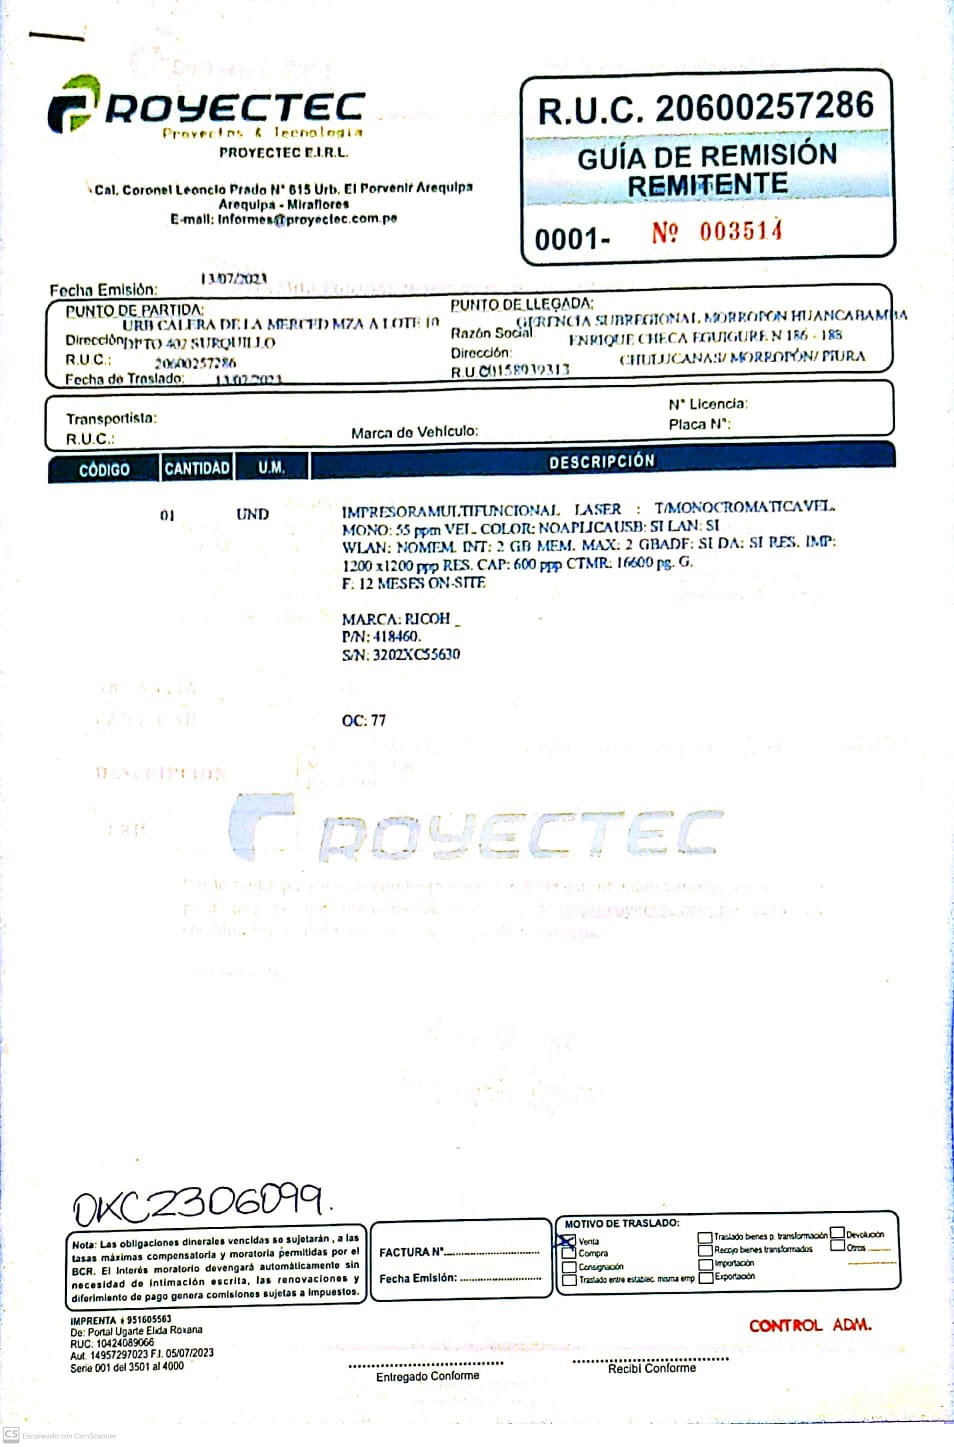 ROYECTEC
Proyectos & Tecnología
PROYECTEC E.I.R.L.
Cal. Coronel Leoncio Prado N° 615 Urb. El Porvenir Arequipa
Arequipa - Miraflores
E-mail: Informes@proyectec.com.pe
R.U.C. 20600257286
GUÍA DE REMISIÓN
REMITENTE
0001- Nº 003514
Fecha Emisión: 13/07/2023
PUNTO DE PARTIDA:
URB CALERA DE LA MERCED MZA A LOTE 10
Dirección: DPTO 402 SURQUILLO
R.U.C.: 20600257286
Fecha de Traslado: 13/07/2023
PUNTO DE LLEGADA:
GERENCIA SUBREGIONAL MORROPON HUANCABAMBA
Razón Social: ENRIQUE CHECA EGUIGURE N 186 - 188
Dirección: CHULUCANAS/ MORROPÓN/ PIURA
R.U.C 
Transportista:
R.U.C.:
Marca de Vehículo:
N° Licencia:
Placa N°:
CÓDIGO CANTIDAD U.M. DESCRIPCIÓN
01 UND IMPRESORAMULTIFUNCIONAL LASER : T/MONOCROMATICAVEL.
MONO: 55 ppm VEL. COLOR: NOAPLICAUSB: SI LAN: SI
WLAN: NOMEM. INT: 2 GB MEM. MAX: 2 GBADF: SI DA: SI RES. IMP:
1200 x1200 ppp RES. CAP: 600 ppp CTMR: 16600 pg. G.
F: 12 MESES ON-SITE
MARCA: RICOH _
P/N: 418460.
S/N: 3202XC55630
OC: 77
DESCRIPCION
ROYECTEC
OKC2306099.
Nota: Las obligaciones dinerales vencidas se sujetarán , a las
tasas máximas compensatoria y moratoria permitidas por el
BCR. El Interés moratorio devengará automáticamente sin
necesidad de intimación escrita, las renovaciones y
diferimiento de pago genera comisiones sujetas a Impuestos.
FACTURA N°
Fecha Emisión:
MOTIVO DE TRASLADO:
Venta
Compra
Consignación
Traslado entre establec. misma emp
Traslado bienes p. transformación
Recojo bienes transformados
Importación
Exportación
Devolución
Otros
IMPRENTA # 951605563
De: Portal Ugarte Elida Roxana
RUC: 10424089066
Aut. 14957297023 F.I. 05/07/2023
Serie 001 del 3501 al 4000
CONTROL ADM.
Entregado Conforme
Recibí Conforme
CS Escaneado con CamScanner